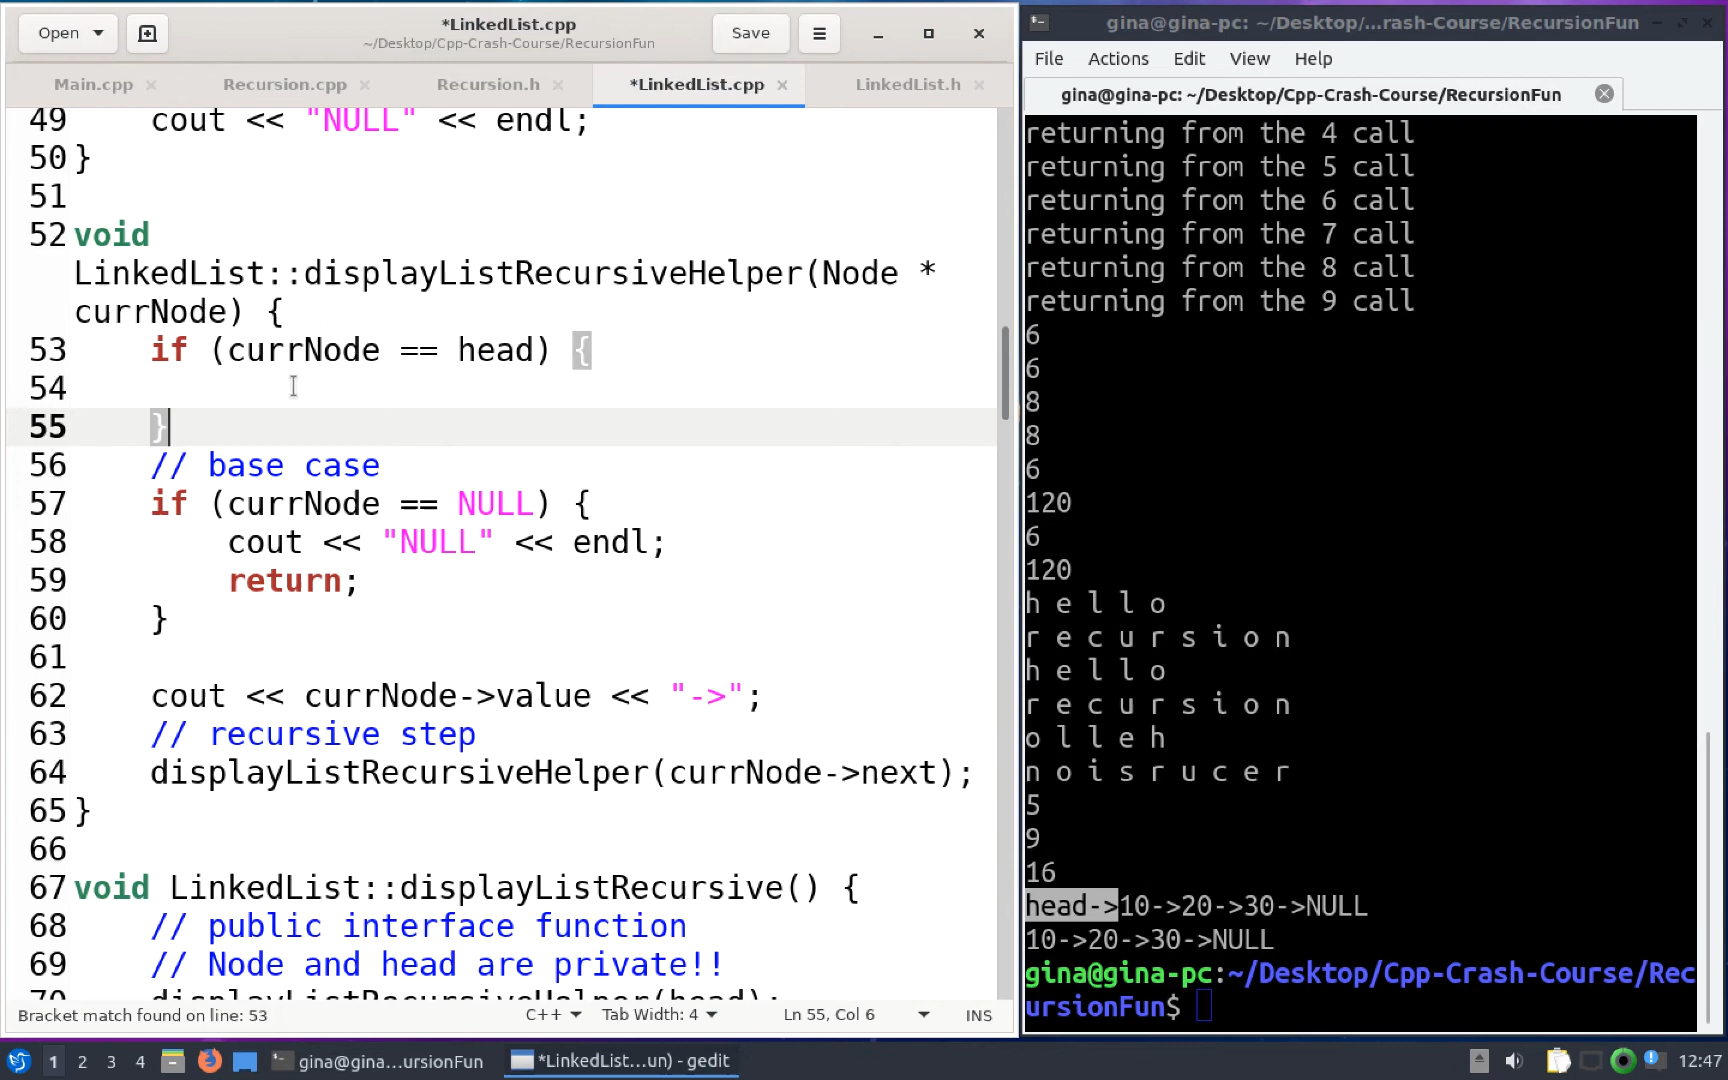 Open
*LinkedList.cpp
~/Desktop/Cpp-Crash-Course/RecursionFun
Save
Main.cpp
Recursion.cpp
Recursion.h
*LinkedList.cpp
LinkedList.h
49 cout << "NULL" << endl;
50 }
51
52 void
LinkedList::displayListRecursiveHelper(Node *
currNode) {
53 if (currNode == head) {
54
55 }
56 // base case
57 if (currNode == NULL) {
58 cout << "NULL" << endl;
59 return;
60 }
61
62 cout << currNode->value << "->";
63 // recursive step
64 displayListRecursiveHelper(currNode->next);
65 }
66
67 void LinkedList::displayListRecursive() {
68 // public interface function
69 // Node and head are private!!
70 displayListRecursiveHelper(head);
Bracket match found on line: 53
C++
Tab Width: 4
Ln 55, Col 6
INS
gina@gina-pc: ~/Desktop/...rash-Course/RecursionFun
File Actions Edit View Help
gina@gina-pc: ~/Desktop/Cpp-Crash-Course/RecursionFun
returning from the 4 call
returning from the 5 call
returning from the 6 call
returning from the 7 call
returning from the 8 call
returning from the 9 call
6
6
8
8
6
120
6
120
h e l l o
r e c u r s i o n
h e l l o
r e c u r s i o n
o l l e h
n o i s r u c e r
5
9
16
head->10->20->30->NULL
10->20->30->NULL
gina@gina-pc:~/Desktop/Cpp-Crash-Course/Rec
ursionFun$
1 2 3 4
gina@gina...ursionFun
*LinkedList...un) - gedit
12:47